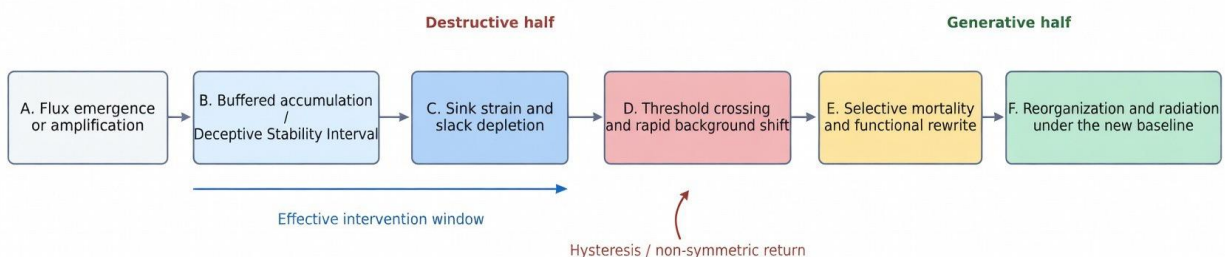 Destructive half
Generative half
A. Flux emergence
or amplification
B. Buffered accumulation
/
Deceptive Stability Interval
C. Sink strain and
slack depletion
D. Threshold crossing
and rapid background shift
E. Selective mortality
and functional rewrite
F. Reorganization and radiation
under the new baseline
Effective intervention window
Hysteresis / non-symmetric return